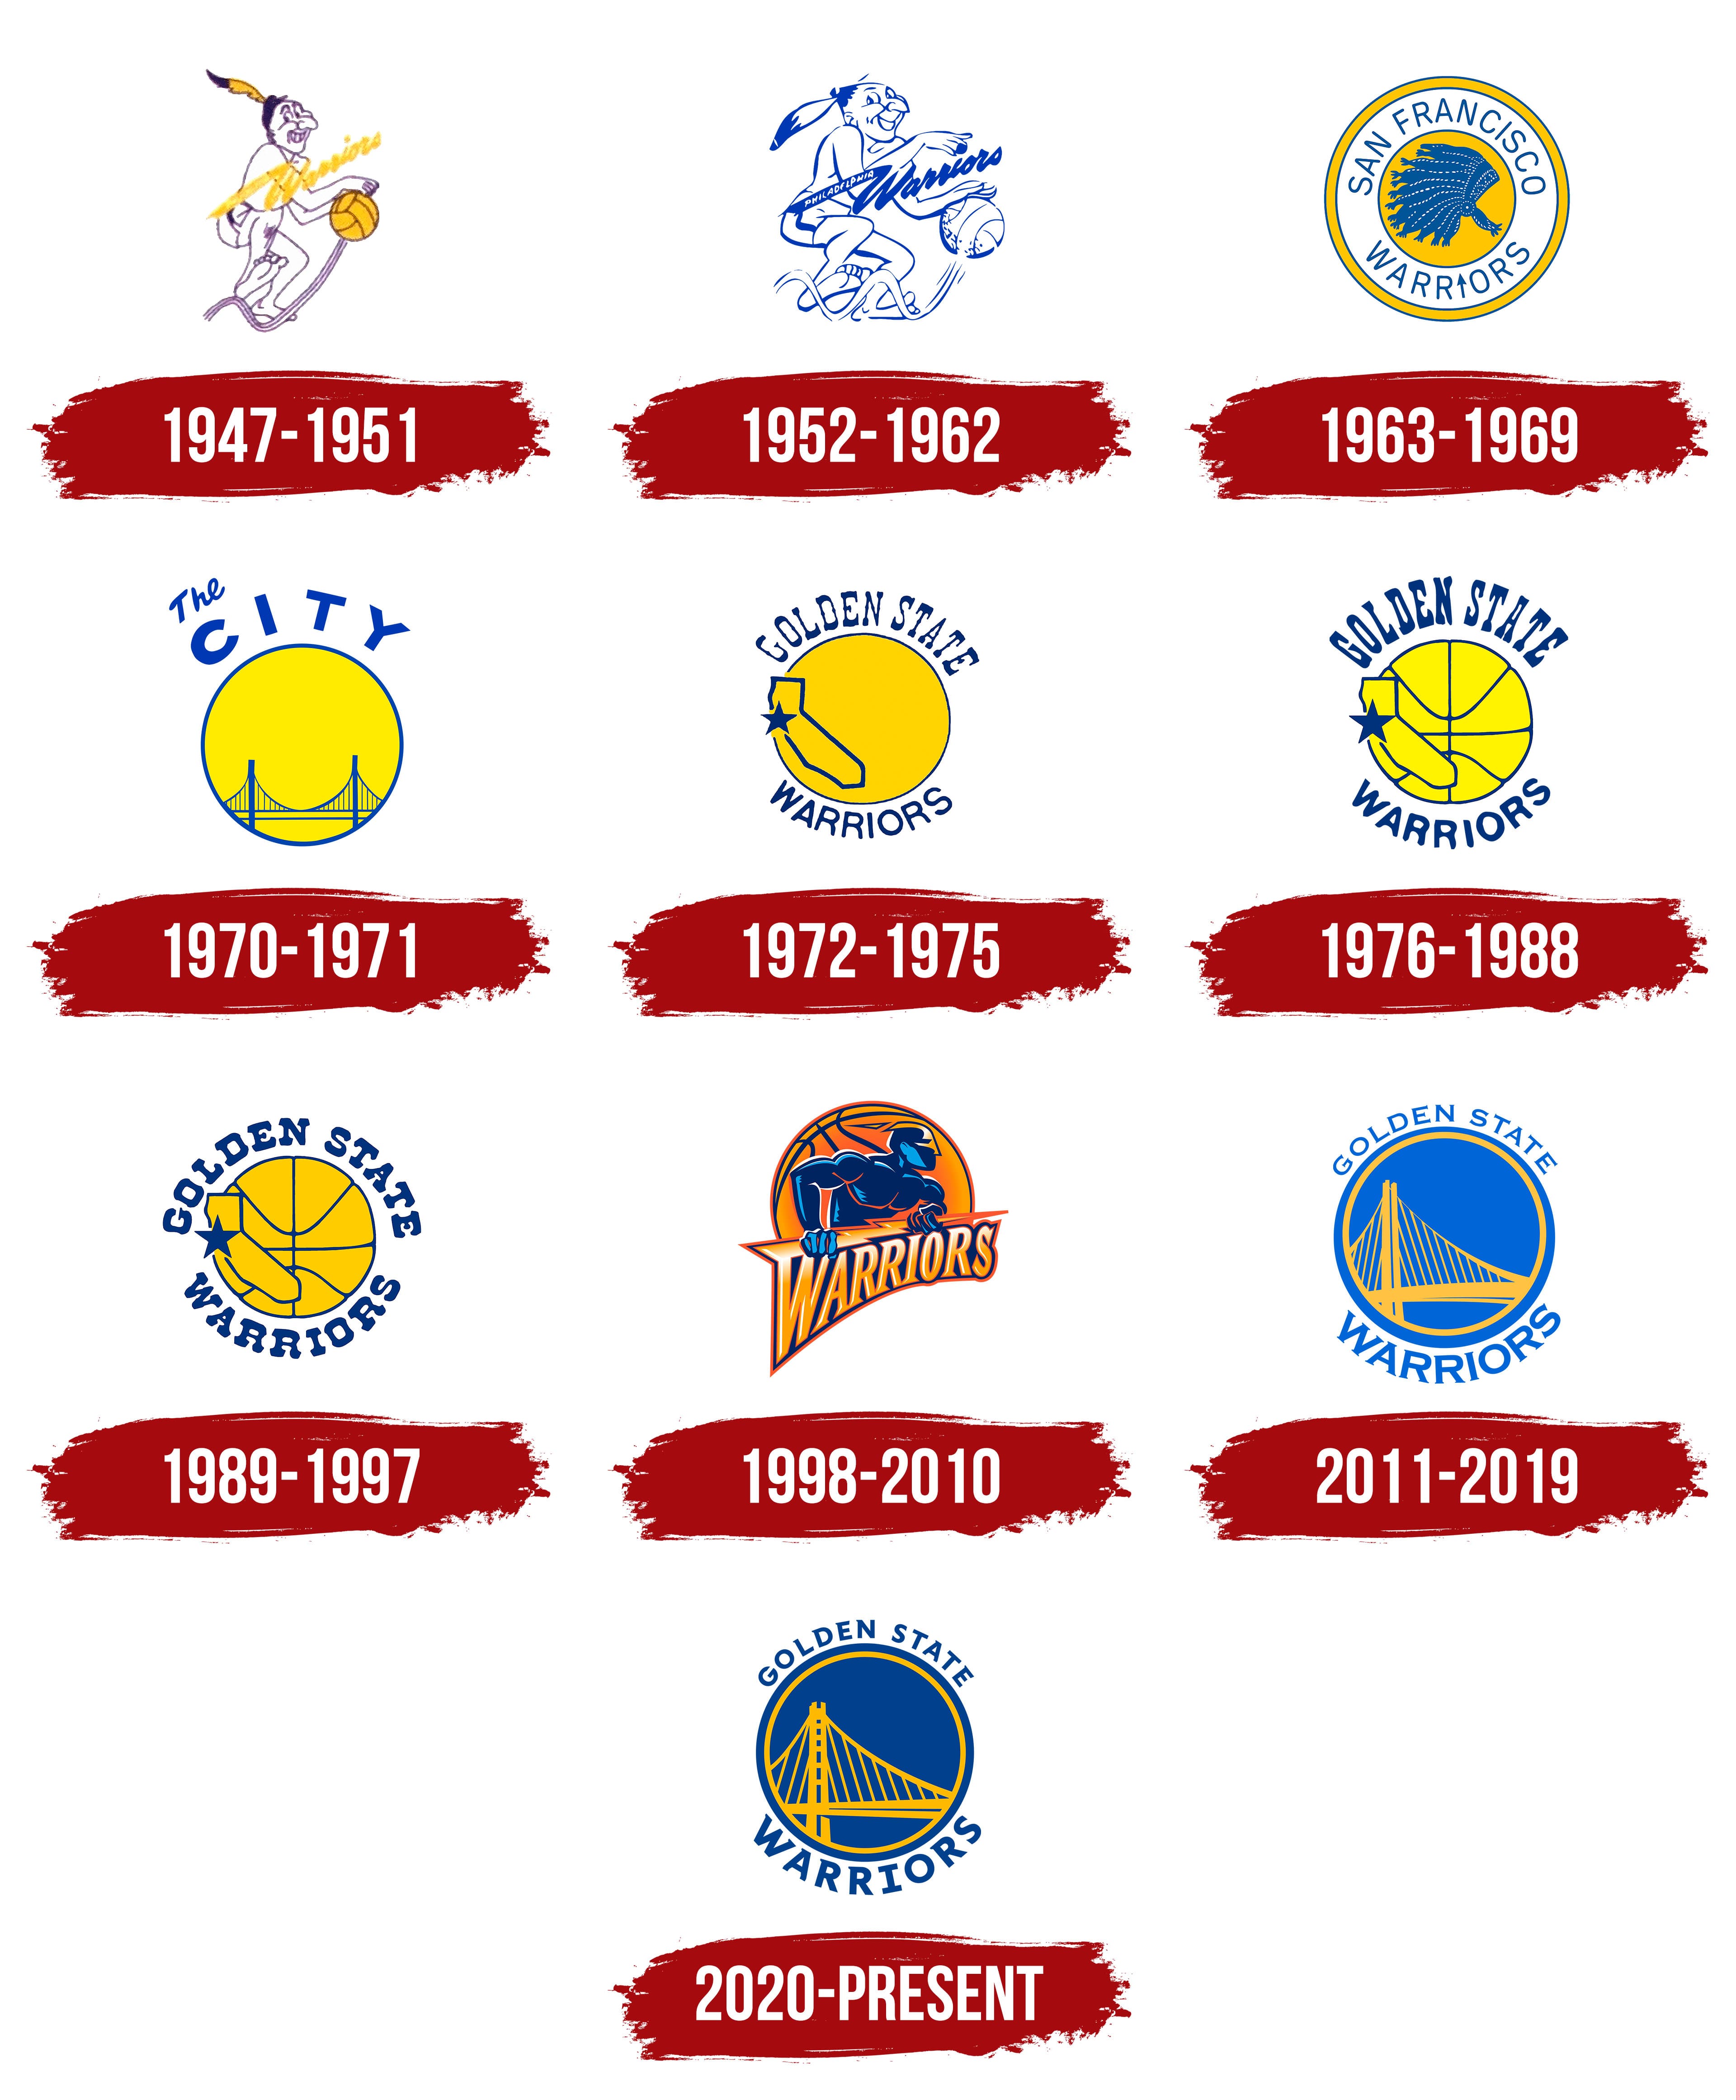 Warriors
PHILADELPHIA
Warriors
SAN FRANCISCO
WARRIORS
1947-1951
1952-1962
1963-1969
The
CITY
GOLDEN STATE
WARRIORS
GOLDEN STATE
WARRIORS
1970-1971
1972-1975
1976-1988
GOLDEN STATE
WARRIORS
WARRIORS
GOLDEN STATE
WARRIORS
1989-1997
1998-2010
2011-2019
GOLDEN STATE
WARRIORS
2020-PRESENT